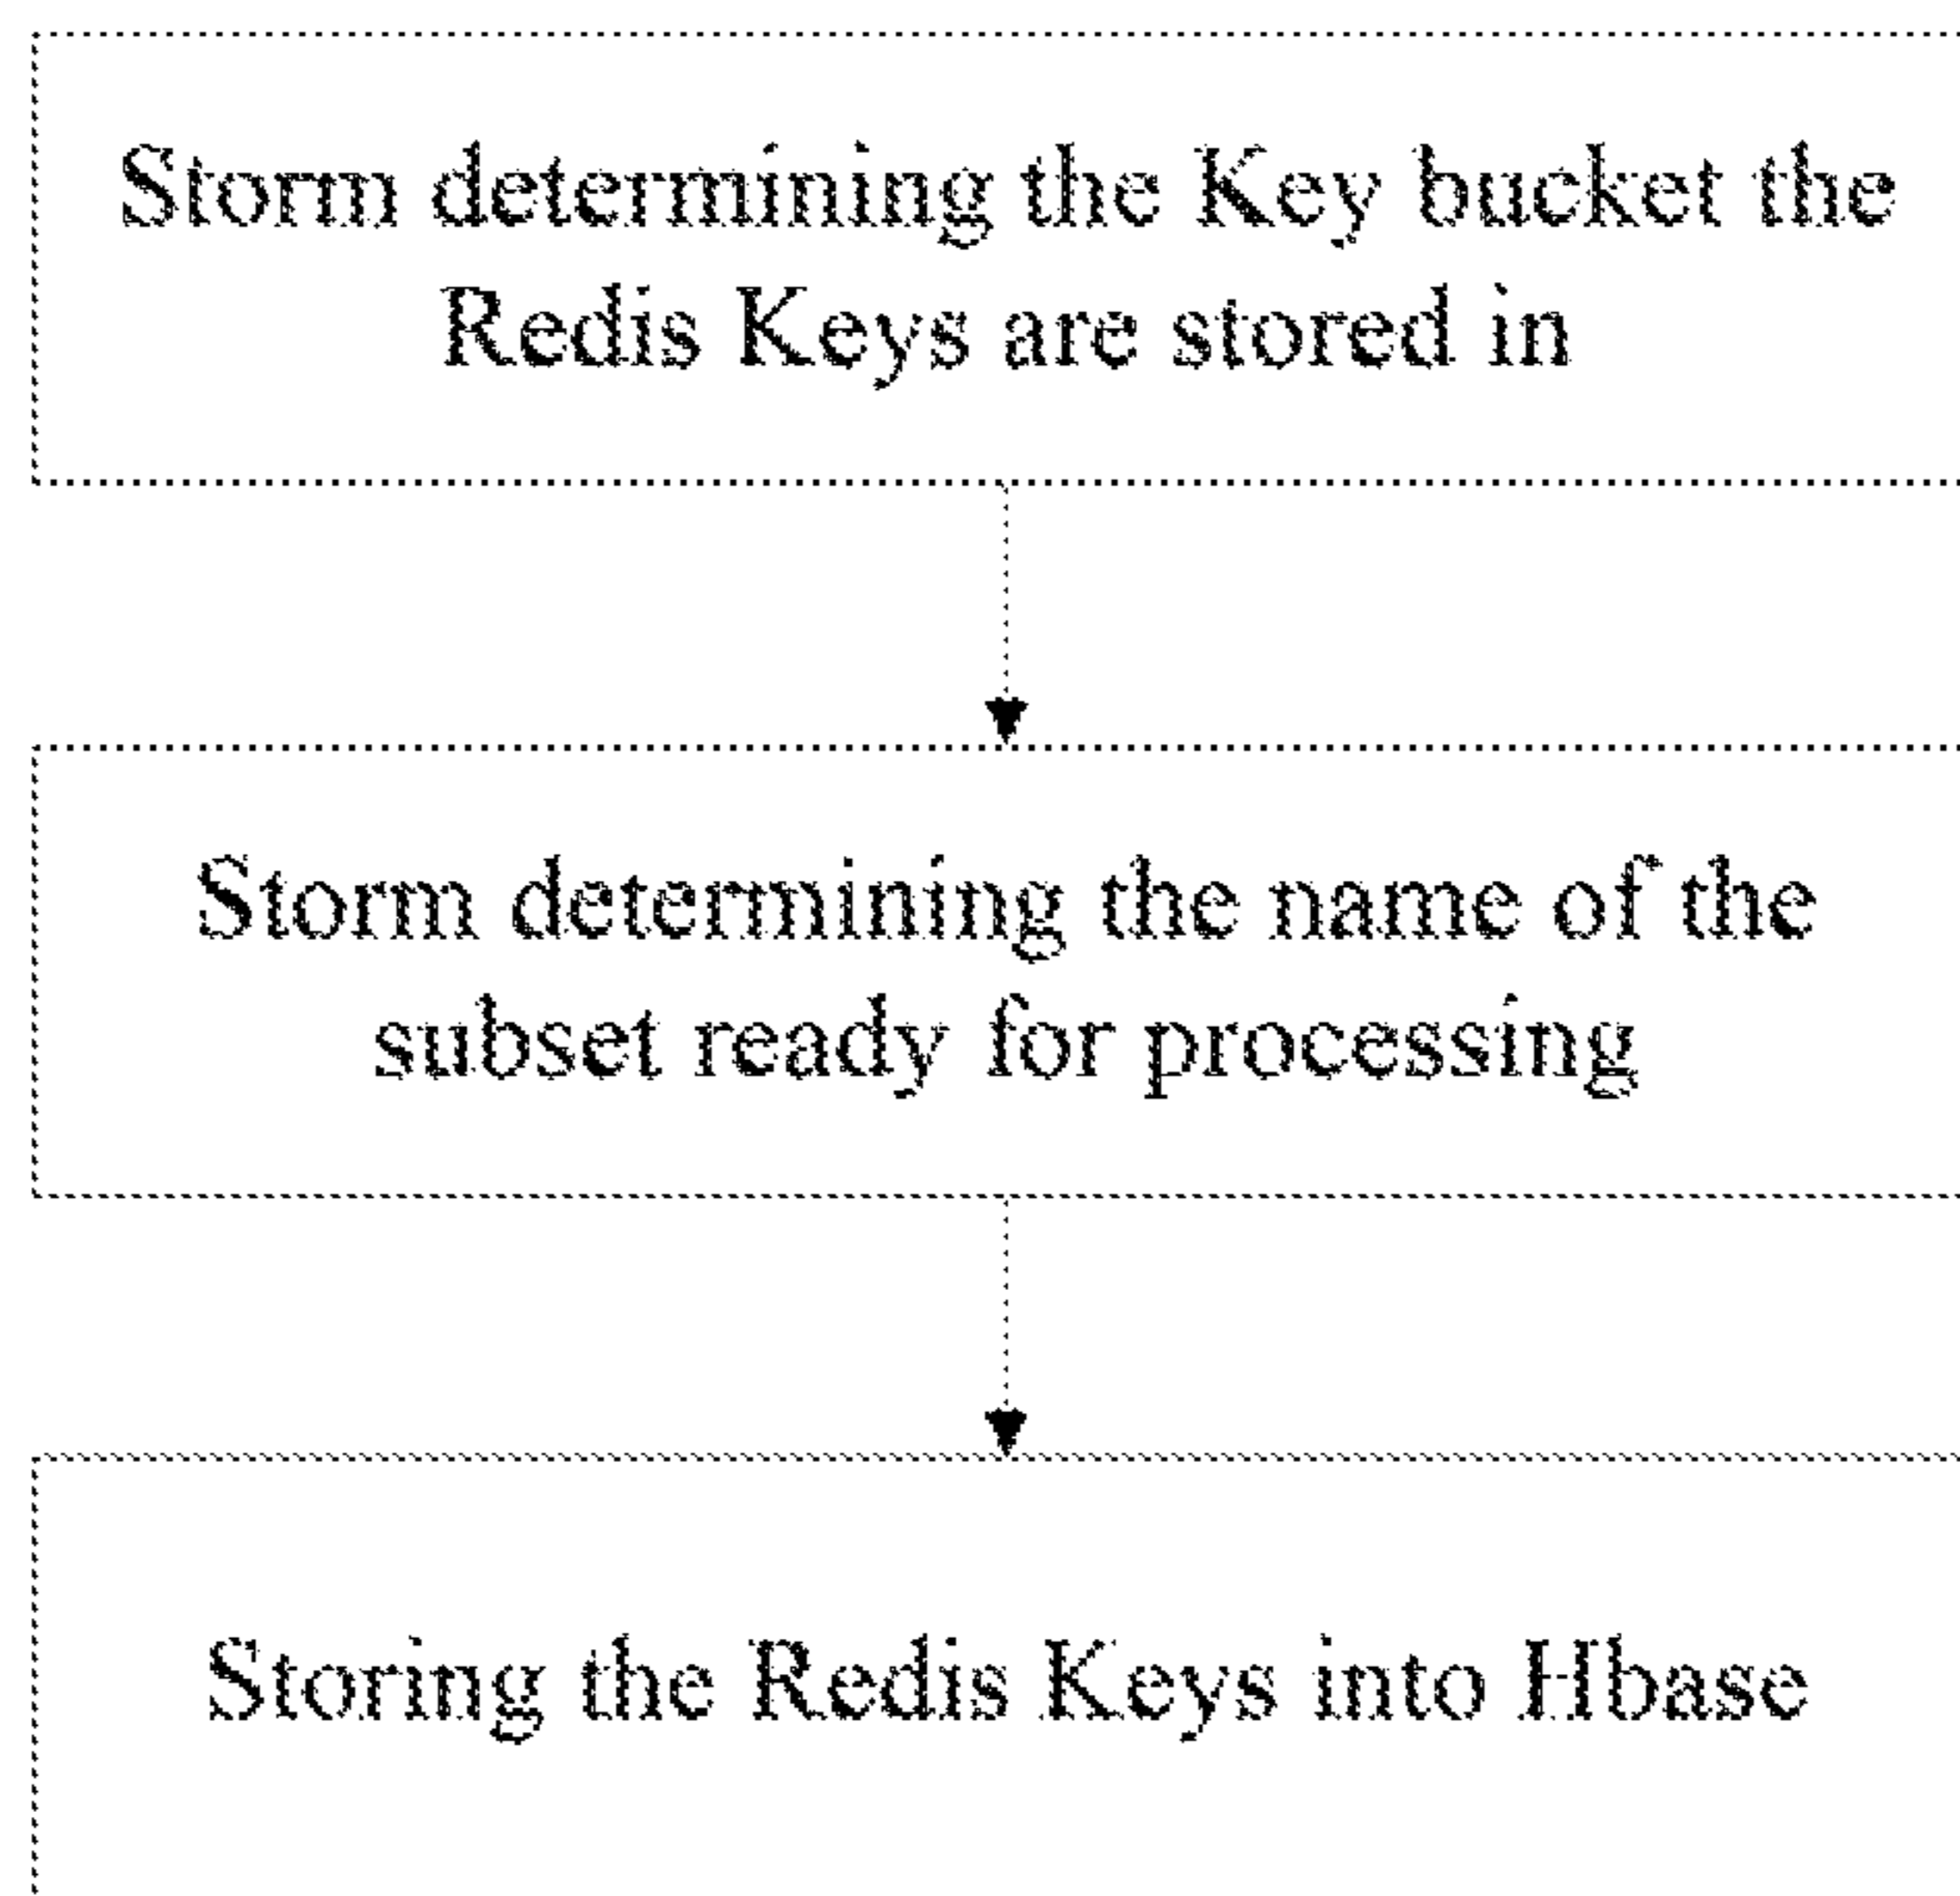 Storm determining the Key bucket the
Redis Keys are stored in
Storm determining the name of the
subset ready for processing
Storing the Redis Keys into Hbase